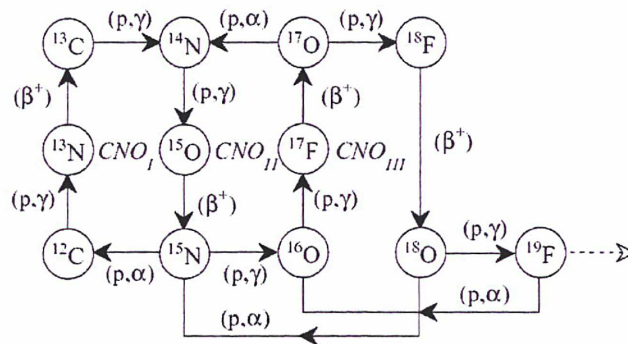 (p,γ) (p,α) (p,γ)
¹³C ¹⁴N ¹⁷O ¹⁸F
(β⁺) (p,γ) (β⁺)
¹³N CNO_I ¹⁵O CNO_II ¹⁷F CNO_III (β⁺)
(p,γ) (β⁺) (p,γ)
(p,γ)
¹²C ¹⁵N ¹⁶O ¹⁸O ¹⁹F
(p,α) (p,γ) (p,α)
(p,α)